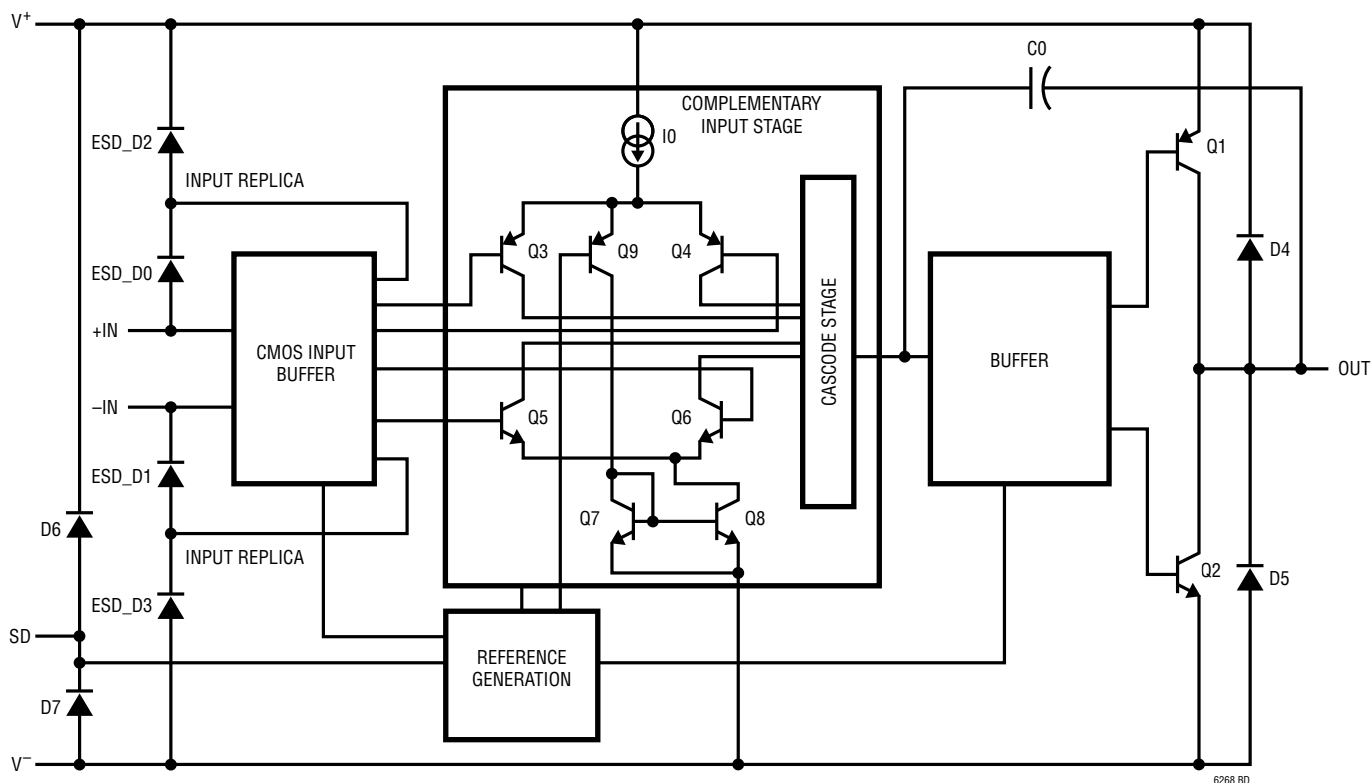 V+
C0
COMPLEMENTARY
INPUT STAGE
I0
ESD_D2
Q1
INPUT REPLICA
Q3
Q9
Q4
D4
ESD_D0
+IN
CMOS INPUT
BUFFER
CASCODE STAGE
BUFFER
OUT
–IN
Q5
Q6
ESD_D1
D6
Q7
Q8
INPUT REPLICA
Q2
D5
ESD_D3
SD
REFERENCE
GENERATION
D7
V–
6268 BD